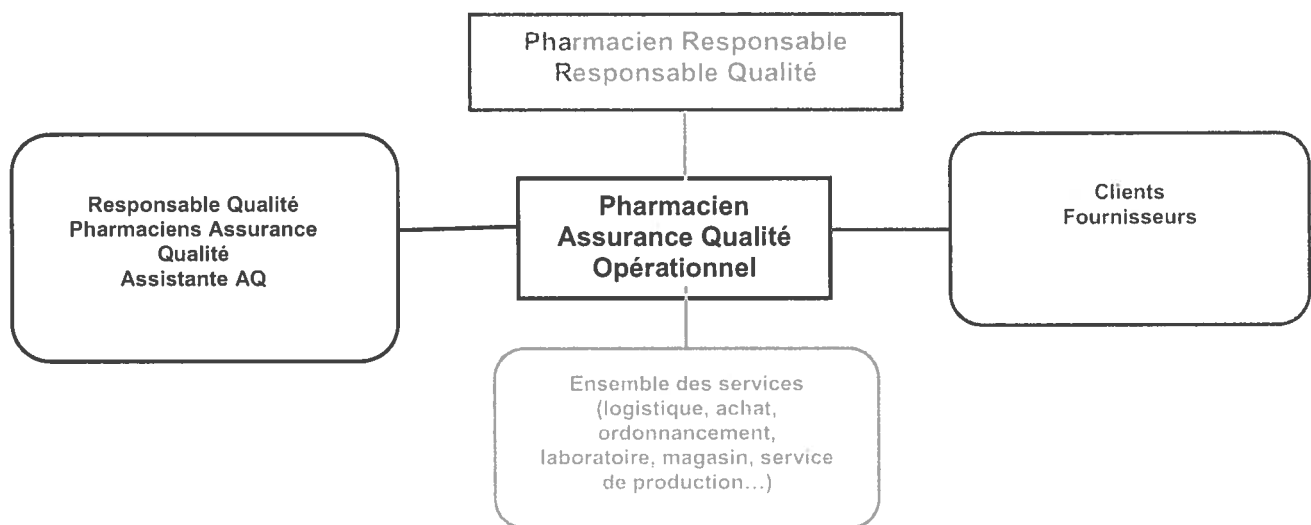 Pharmacien Responsable
Responsable Qualité
Responsable Qualité
Pharmaciens Assurance
Qualité
Assistante AQ
Pharmacien
Assurance Qualité
Opérationnel
Clients
Fournisseurs
Ensemble des services
(logistique, achat,
ordonnancement,
laboratoire, magasin, service
de production...)